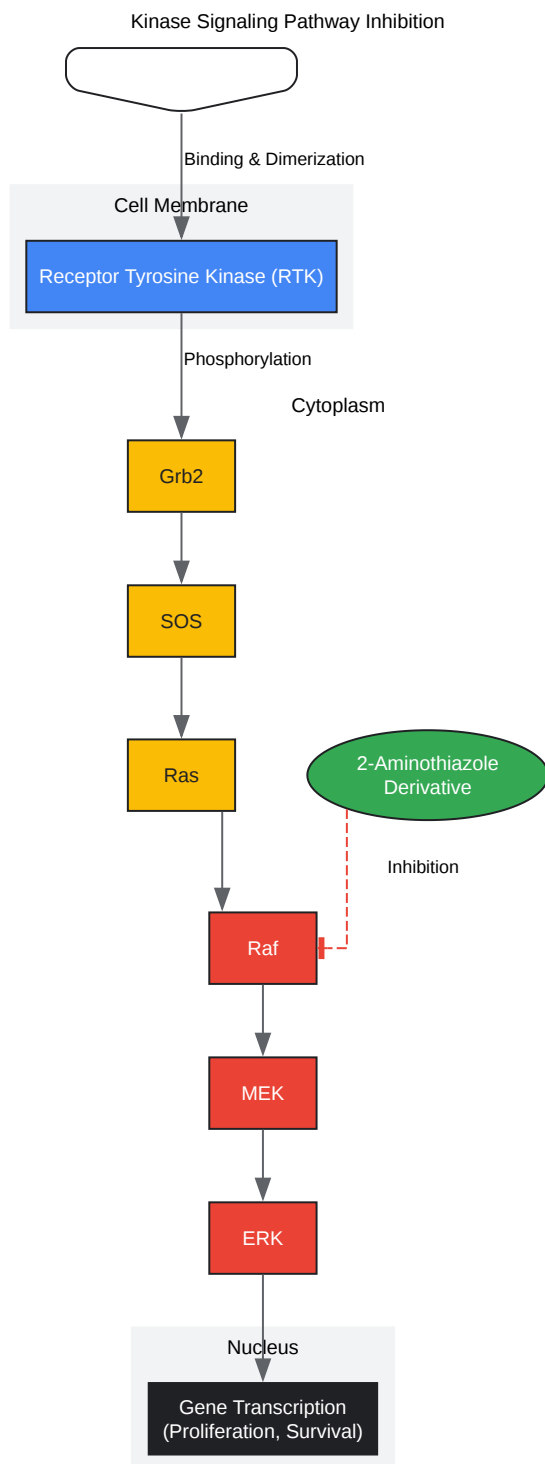 Kinase Signaling Pathway Inhibition
Binding & Dimerization
Cell Membrane
Receptor Tyrosine Kinase (RTK)
Phosphorylation
Cytoplasm
Grb2
SOS
2-Aminothiazole
Derivative
Ras
Inhibition
Raf
MEK
ERK
Nucleus
Gene Transcription
(Proliferation, Survival)